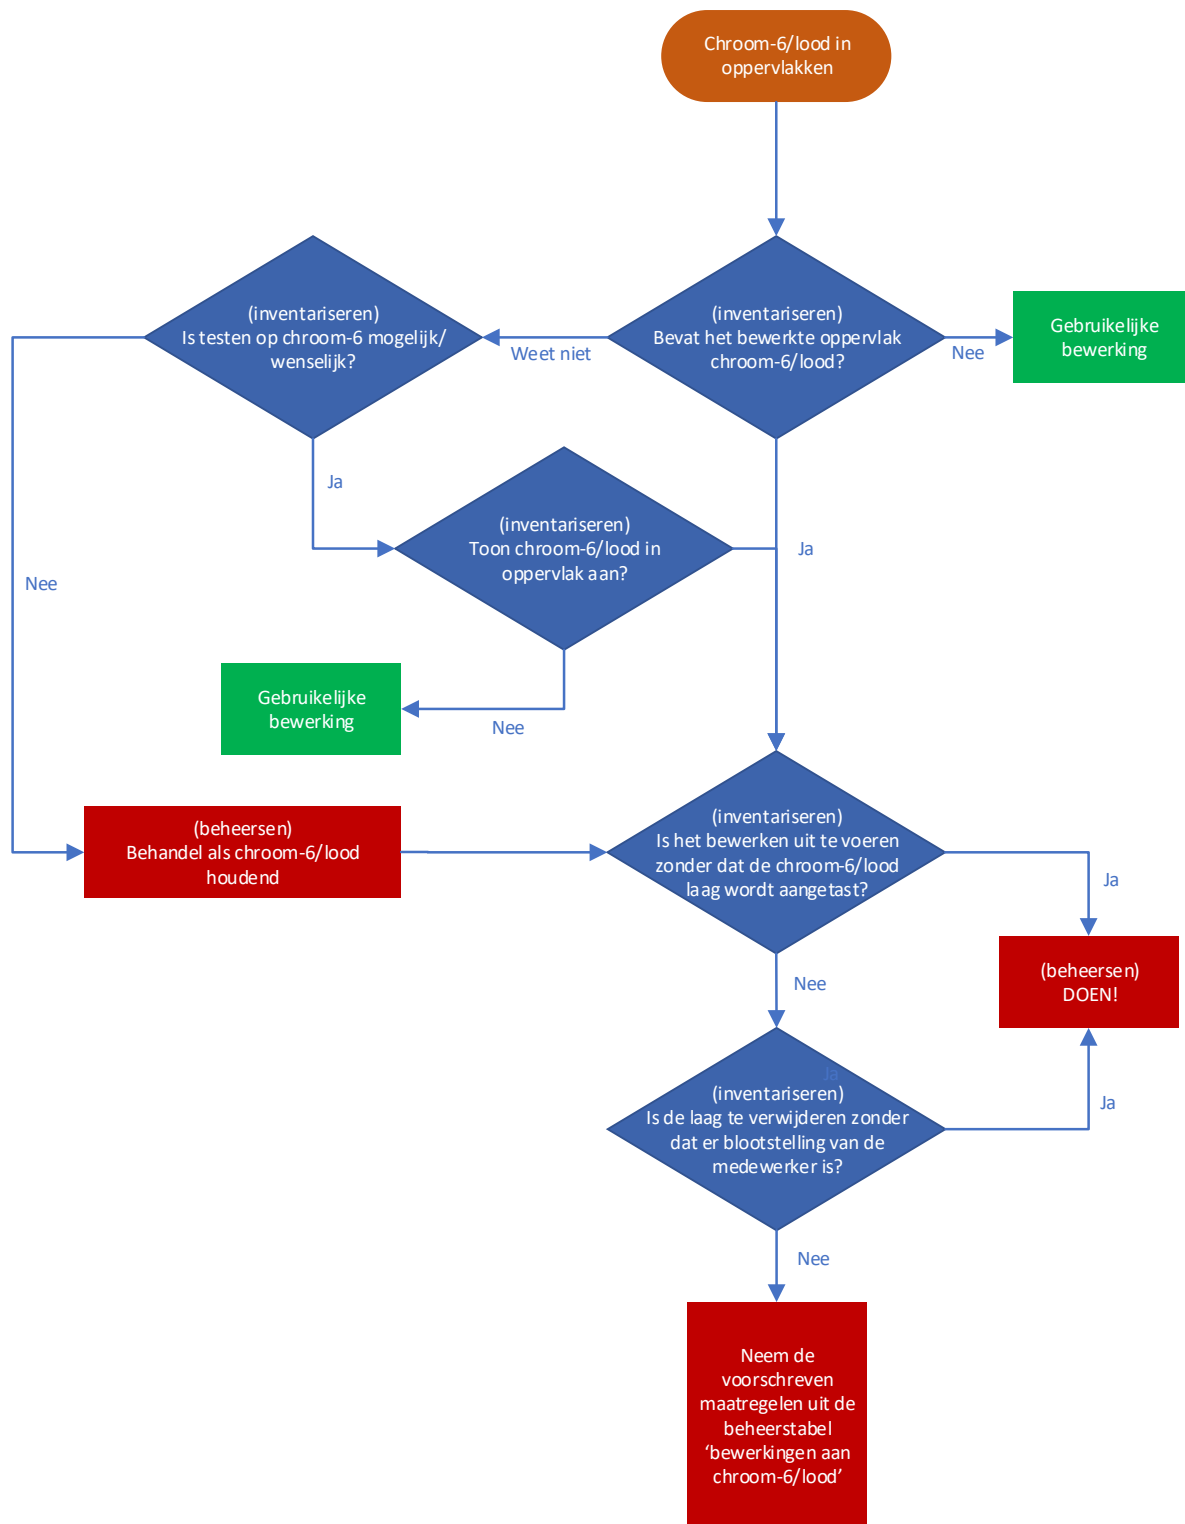 Chroom-6/lood in
oppervlakken
(inventariseren)
Is testen op chroom-6 mogelijk/
wenselijk?
Weet niet
(inventariseren)
Bevat het bewerkte oppervlak
chroom-6/lood?
Nee
Gebruikelijke
bewerking
Ja
(inventariseren)
Toon chroom-6/lood in
oppervlak aan?
Ja
Nee
Gebruikelijke
bewerking
Nee
(beheersen)
Behandel als chroom-6/lood
houdend
(inventariseren)
Is het bewerken uit te voeren
zonder dat de chroom-6/lood
laag wordt aangetast?
Ja
(beheersen)
DOEN!
Nee
Ja
(inventariseren)
Is de laag te verwijderen zonder
dat er blootstelling van de
medewerker is?
Ja
Nee
Neem de
voorschreven
maatregelen uit de
beheerstabel
‘bewerkingen aan
chroom-6/lood’